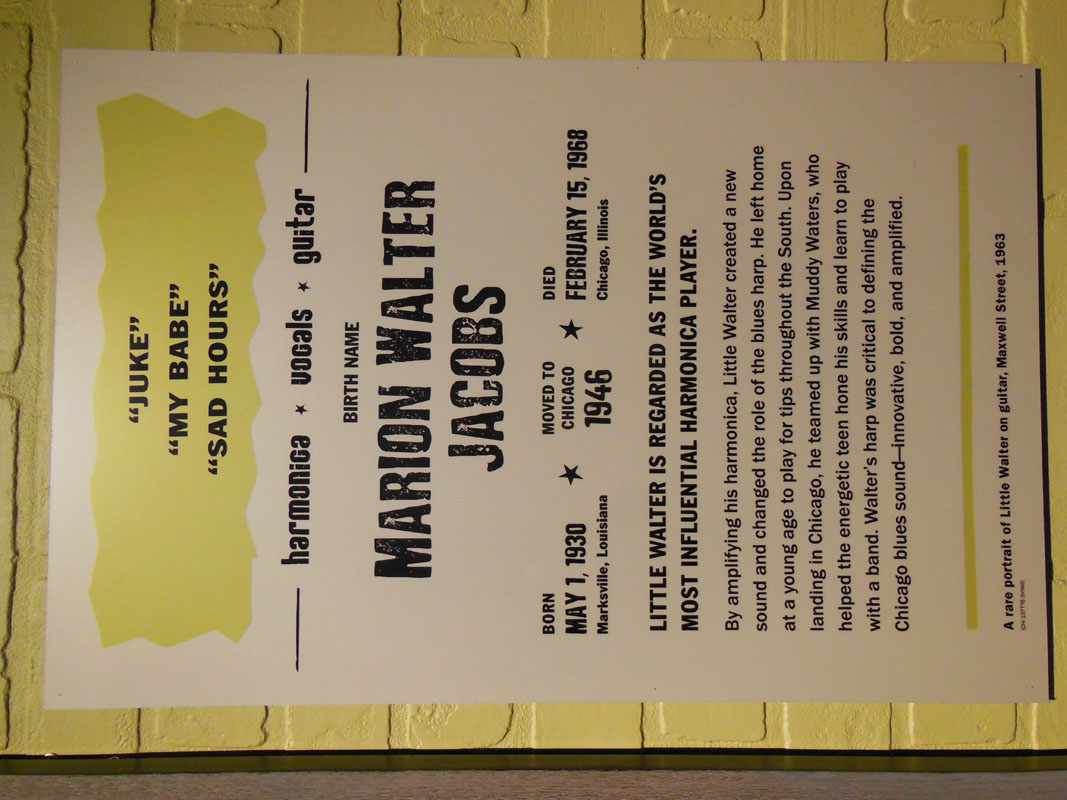 “JUKE”
“MY BABE”
“SAD HOURS”
harmonica ★ vocals ★ guitar
BIRTH NAME
MARION WALTER
JACOBS
BORN
MAY 1, 1930
Marksville, Louisiana
★
MOVED TO
CHICAGO
1946
★
DIED
FEBRUARY 15, 1968
Chicago, Illinois
LITTLE WALTER IS REGARDED AS THE WORLD’S
MOST INFLUENTIAL HARMONICA PLAYER.
By amplifying his harmonica, Little Walter created a new
sound and changed the role of the blues harp. He left home
at a young age to play for tips throughout the South. Upon
landing in Chicago, he teamed up with Muddy Waters, who
helped the energetic teen hone his skills and learn to play
with a band. Walter’s harp was critical to defining the
Chicago blues sound—innovative, bold, and amplified.
A rare portrait of Little Walter on guitar, Maxwell Street, 1963